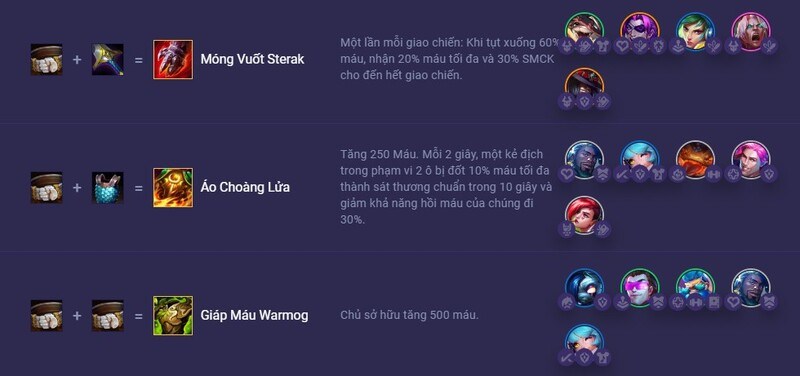 +
=
Móng Vuốt Sterak
Một lần mỗi giao chiến: Khi tụt xuống 60%
máu, nhận 20% máu tối đa và 30% SMCK
cho đến hết giao chiến.
+
=
Áo Choàng Lửa
Tăng 250 Máu. Mỗi 2 giây, một kẻ địch
trong phạm vi 2 ô bị đốt 10% máu tối đa
thành sát thương chuẩn trong 10 giây và
giảm khả năng hồi máu của chúng đi
30%.
+
=
Giáp Máu Warmog
Chủ sở hữu tăng 500 máu.